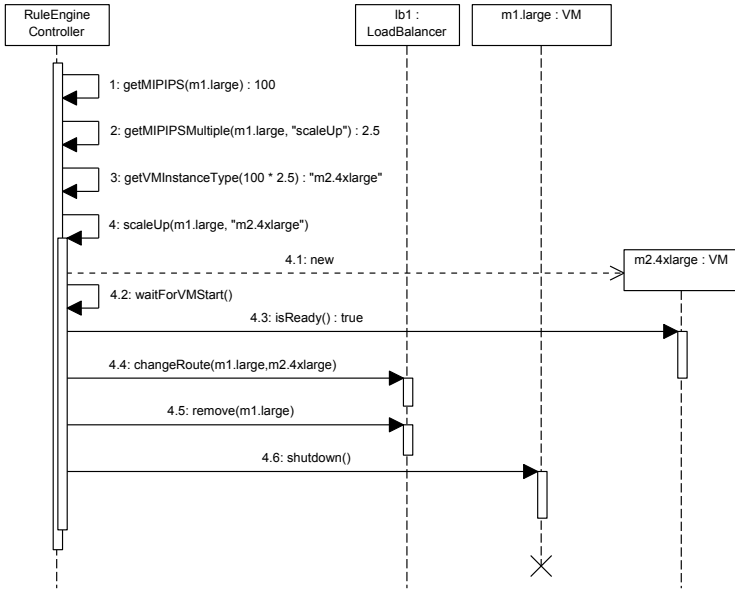 RuleEngine
Controller
lb1 :
LoadBalancer
m1.large : VM
1: getMIPIPS(m1.large) : 100
2: getMIPIPSMultiple(m1.large, "scaleUp") : 2.5
3: getVMInstanceType(100 * 2.5) : "m2.4xlarge"
4: scaleUp(m1.large, "m2.4xlarge")
4.1: new
m2.4xlarge : VM
4.2: waitForVMStart()
4.3: isReady() : true
4.4: changeRoute(m1.large,m2.4xlarge)
4.5: remove(m1.large)
4.6: shutdown()